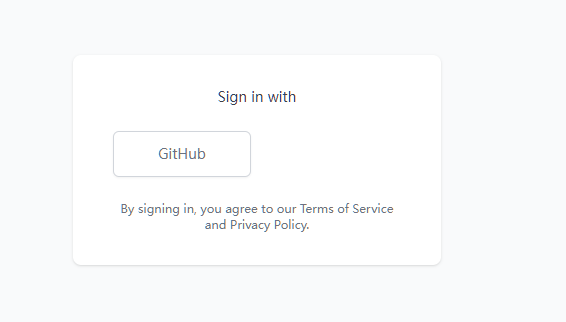 Sign in with
GitHub
By signing in, you agree to our Terms of Service
and Privacy Policy.